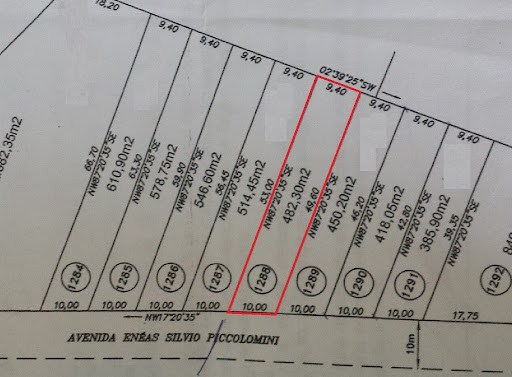 18,20
9,40
9,40
9,40
9,40
02°39'25"SW
9,40
9,40
9,40
9,40
682,35m2
66,70
NW87°20'35"SE
610,90m2
63,30
NW87°20'35"SE
578,75m2
59,90
NW87°20'35"SE
546,60m2
56,45
NW87°20'35"SE
514,45m2
53,00
NW87°20'35"SE
482,30m2
49,60
NW87°20'35"SE
450,20m2
46,20
NW87°20'35"SE
418,05m2
42,80
NW87°20'35"SE
385,90m2
39,35
NW87°20'35"SE
1284
1285
1286
1287
1288
1289
1290
1291
1292
10,00
10,00
10,00
10,00
10,00
10,00
10,00
10,00
17,75
NW17°20'35"
AVENIDA ENÉAS SILVIO PICCOLOMINI
10m